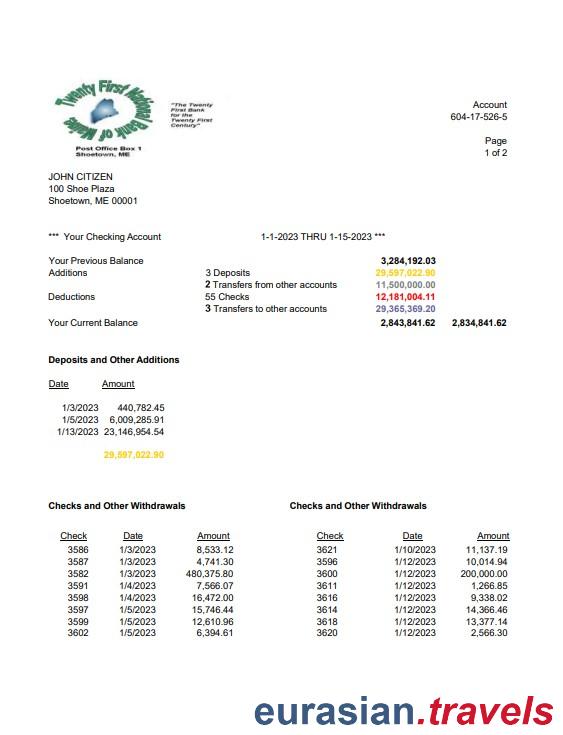 Twenty First National Bank of Maine
"The Twenty
First Bank
for the
Twenty First
Century"
Post Office Box 1
Shoetown, ME
Account
604-17-526-5
Page
1 of 2
JOHN CITIZEN
100 Shoe Plaza
Shoetown, ME 00001
*** Your Checking Account 1-1-2023 THRU 1-15-2023 ***
Your Previous Balance 3,284,192.03
Additions 3 Deposits 29,597,022.90
2 Transfers from other accounts 11,500,000.00
Deductions 55 Checks 12,181,004.11
3 Transfers to other accounts 29,365,369.20
Your Current Balance 2,843,841.62 2,834,841.62
Deposits and Other Additions
Date Amount
1/3/2023 440,782.45
1/5/2023 6,009,285.91
1/13/2023 23,146,954.54
29,597,022.90
Checks and Other Withdrawals Checks and Other Withdrawals
Check Date Amount Check Date Amount
3586 1/3/2023 8,533.12 3621 1/10/2023 11,137.19
3587 1/3/2023 4,741.30 3596 1/12/2023 10,014.94
3582 1/3/2023 480,375.80 3600 1/12/2023 200,000.00
3591 1/4/2023 7,566.07 3611 1/12/2023 1,266.85
3598 1/4/2023 16,472.00 3616 1/12/2023 9,338.02
3597 1/5/2023 15,746.44 3614 1/12/2023 14,366.46
3599 1/5/2023 12,610.96 3618 1/12/2023 13,377.14
3602 1/5/2023 6,394.61 3620 1/12/2023 2,566.30
eurasian.travels